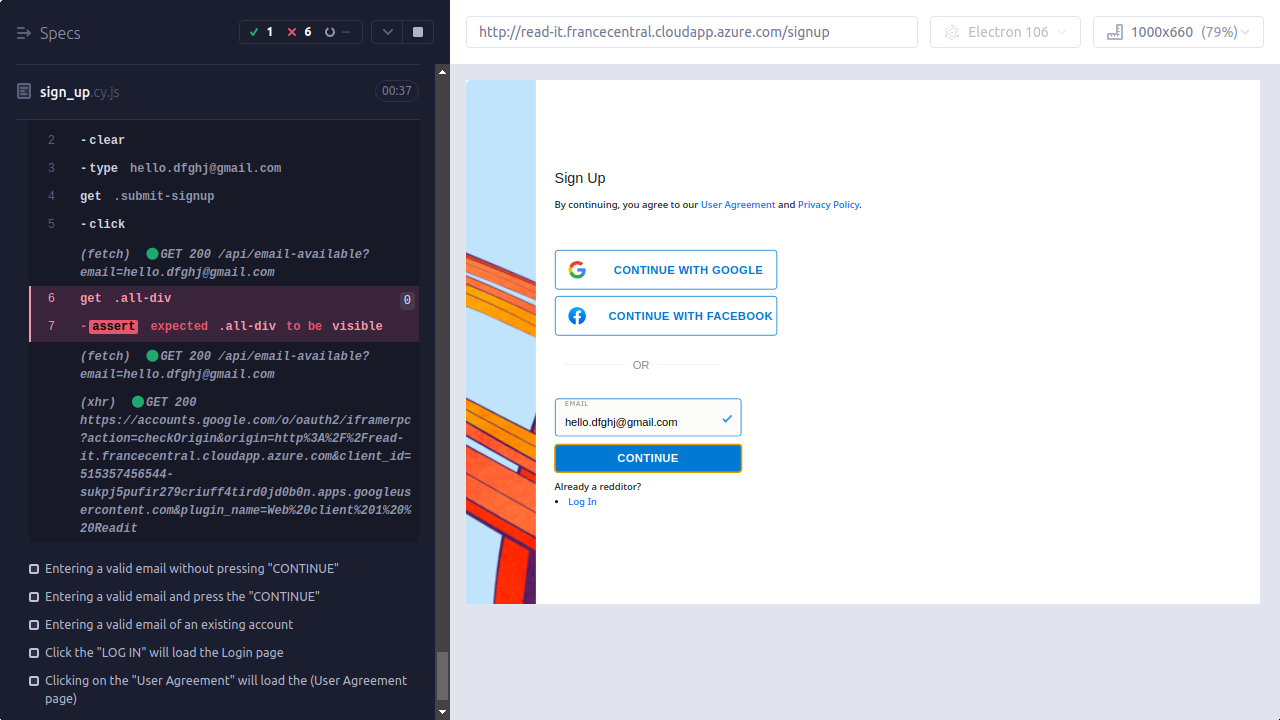 Specs
1
6
--
http://read-it.francecentral.cloudapp.azure.com/signup
Electron 106
1000x660 (79%)
sign_up.cy.js
00:37
2 -clear
3 -type hello.dfghj@gmail.com
4 get .submit-signup
5 -click
(fetch) GET 200 /api/email-available?
email=hello.dfghj@gmail.com
6 get .all-div 0
7 -assert expected .all-div to be visible
(fetch) GET 200 /api/email-available?
email=hello.dfghj@gmail.com
(xhr) GET 200
https://accounts.google.com/o/oauth2/iframerpc
?action=checkOrigin&origin=http%3A%2F%2Fread-
it.francecentral.cloudapp.azure.com&client_id=
515357456544-
sukpj5pufir279criuff4tird0jd0b0n.apps.googleus
ercontent.com&plugin_name=Web%20client%201%20%
20Readit
Entering a valid email without pressing "CONTINUE"
Entering a valid email and press the "CONTINUE"
Entering a valid email of an existing account
Click the "LOG IN" will load the Login page
Clicking on the "User Agreement" will load the (User Agreement
page)
Sign Up
By continuing, you agree to our User Agreement and Privacy Policy.
CONTINUE WITH GOOGLE
CONTINUE WITH FACEBOOK
OR
EMAIL
hello.dfghj@gmail.com
CONTINUE
Already a redditor?
• Log In